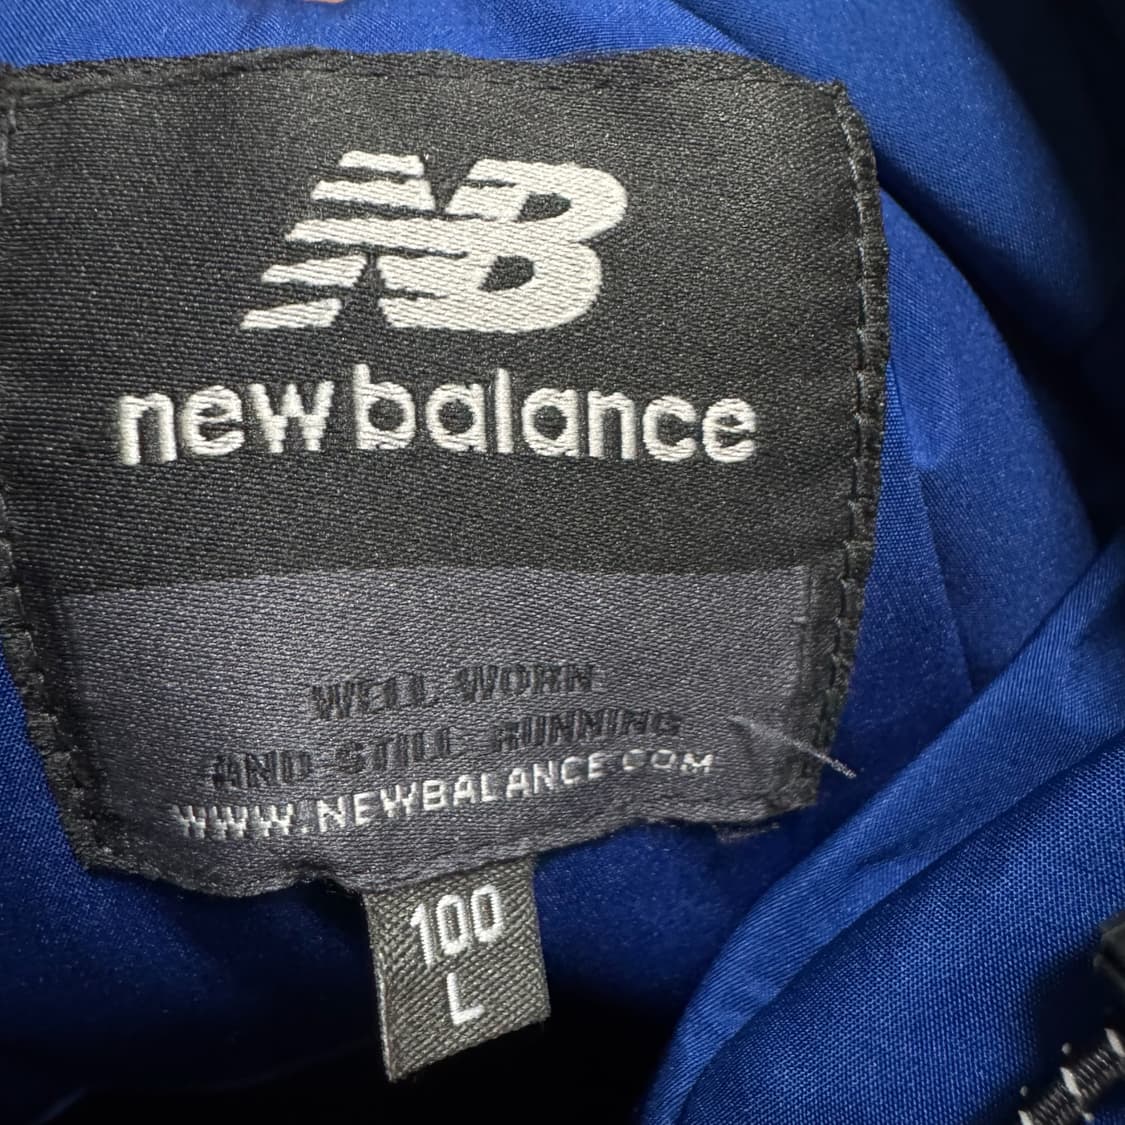 NB
new balance
WELL WORN
AND STILL RUNNING
WWW.NEWBALANCE.COM
100
L